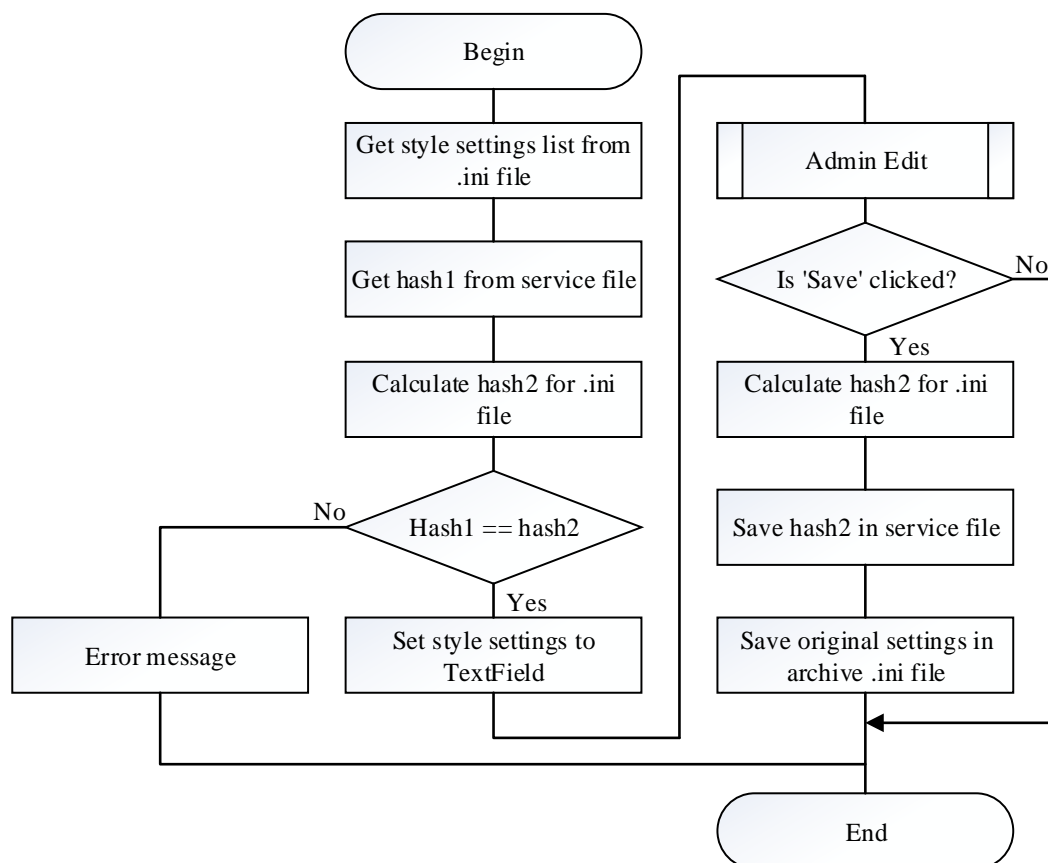 Begin
Get style settings list from
.ini file
Get hash1 from service file
Calculate hash2 for .ini
file
No
Hash1 == hash2
Yes
Error message
Set style settings to
TextField
Admin Edit
Is 'Save' clicked?
No
Yes
Calculate hash2 for .ini
file
Save hash2 in service file
Save original settings in
archive .ini file
End